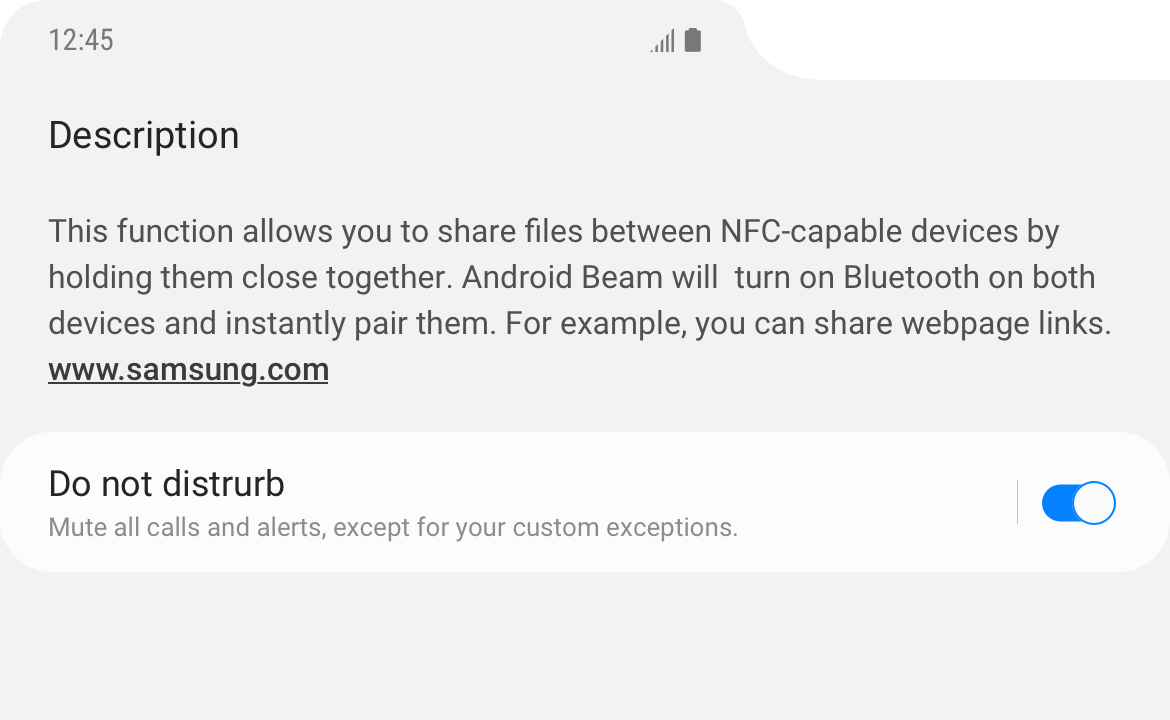 12:45
Description
This function allows you to share files between NFC-capable devices by
holding them close together. Android Beam will  turn on Bluetooth on both
devices and instantly pair them. For example, you can share webpage links.
www.samsung.com
Do not distrurb
Mute all calls and alerts, except for your custom exceptions.